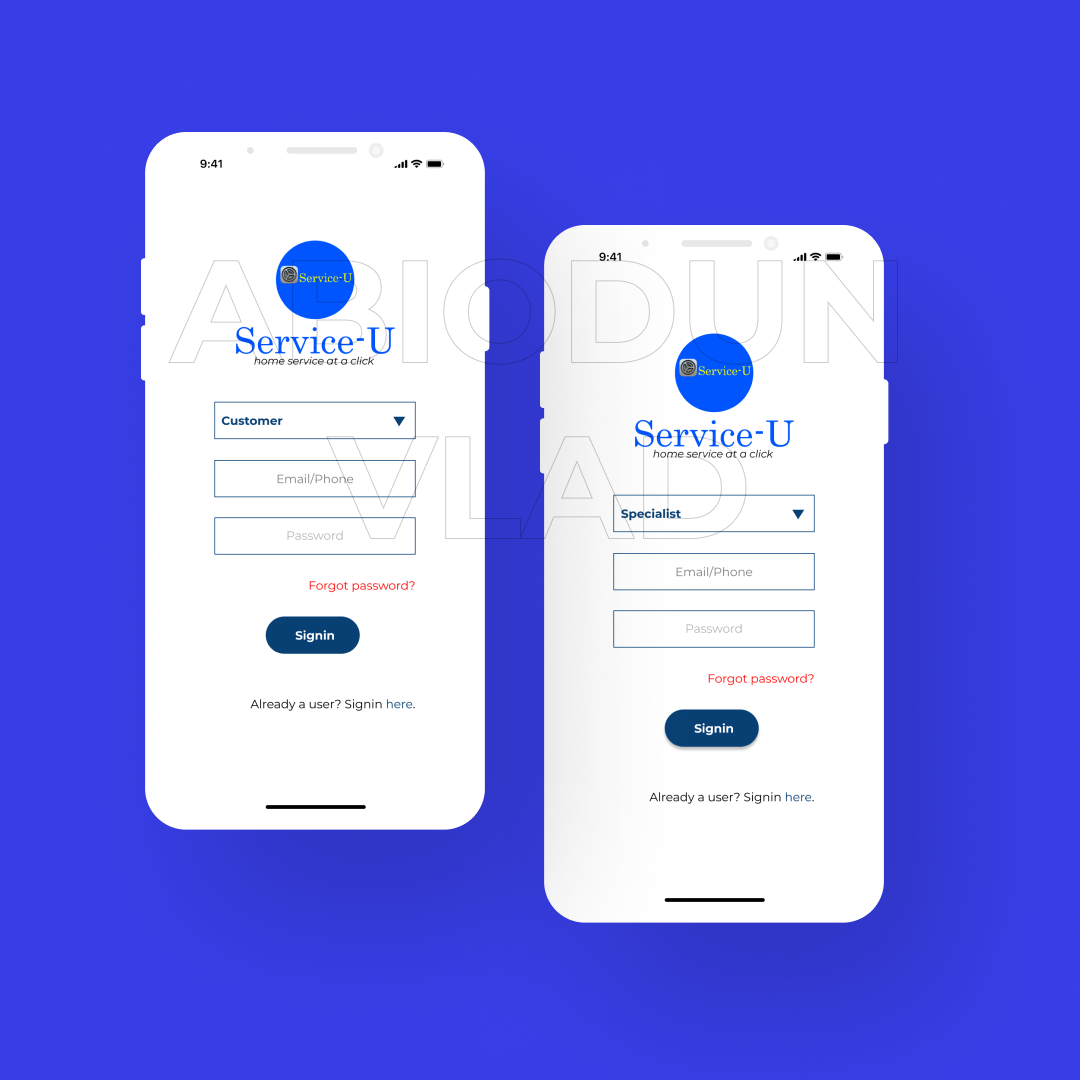 9:41
Service-U
Service-U
home service at a click
Customer
Email/Phone
Password
Forgot password?
Signin
Already a user? Signin here.
9:41
Service-U
Service-U
home service at a click
Specialist
Email/Phone
Password
Forgot password?
Signin
Already a user? Signin here.
ABIODUN
VLAD